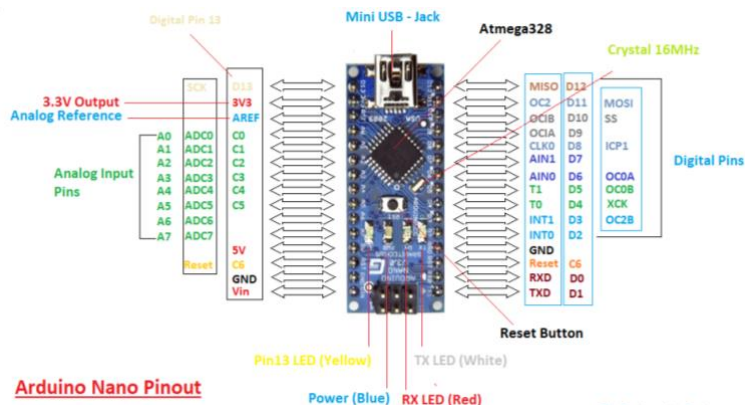 Digital Pin 13
Mini USB - Jack
Atmega328
Crystal 16MHz
SCK D13
3.3V Output 3V3
Analog Reference AREF
A0 ADC0 C0
A1 ADC1 C1
A2 ADC2 C2
A3 ADC3 C3
A4 ADC4 C4
A5 ADC5 C5
A6 ADC6
A7 ADC7
Analog Input
Pins
5V
Reset C6
GND
Vin
MISO D12
OC2 D11 MOSI
OCIB D10 SS
OCIA D9
CLK0 D8 ICP1
AIN1 D7
AIN0 D6 OC0A
T1 D5 OC0B
T0 D4 XCK
INT1 D3 OC2B
INT0 D2
GND
Reset C6
RXD D0
TXD D1
Digital Pins
Reset Button
Pin13 LED (Yellow)
TX LED (White)
Arduino Nano Pinout
Power (Blue)
RX LED (Red)